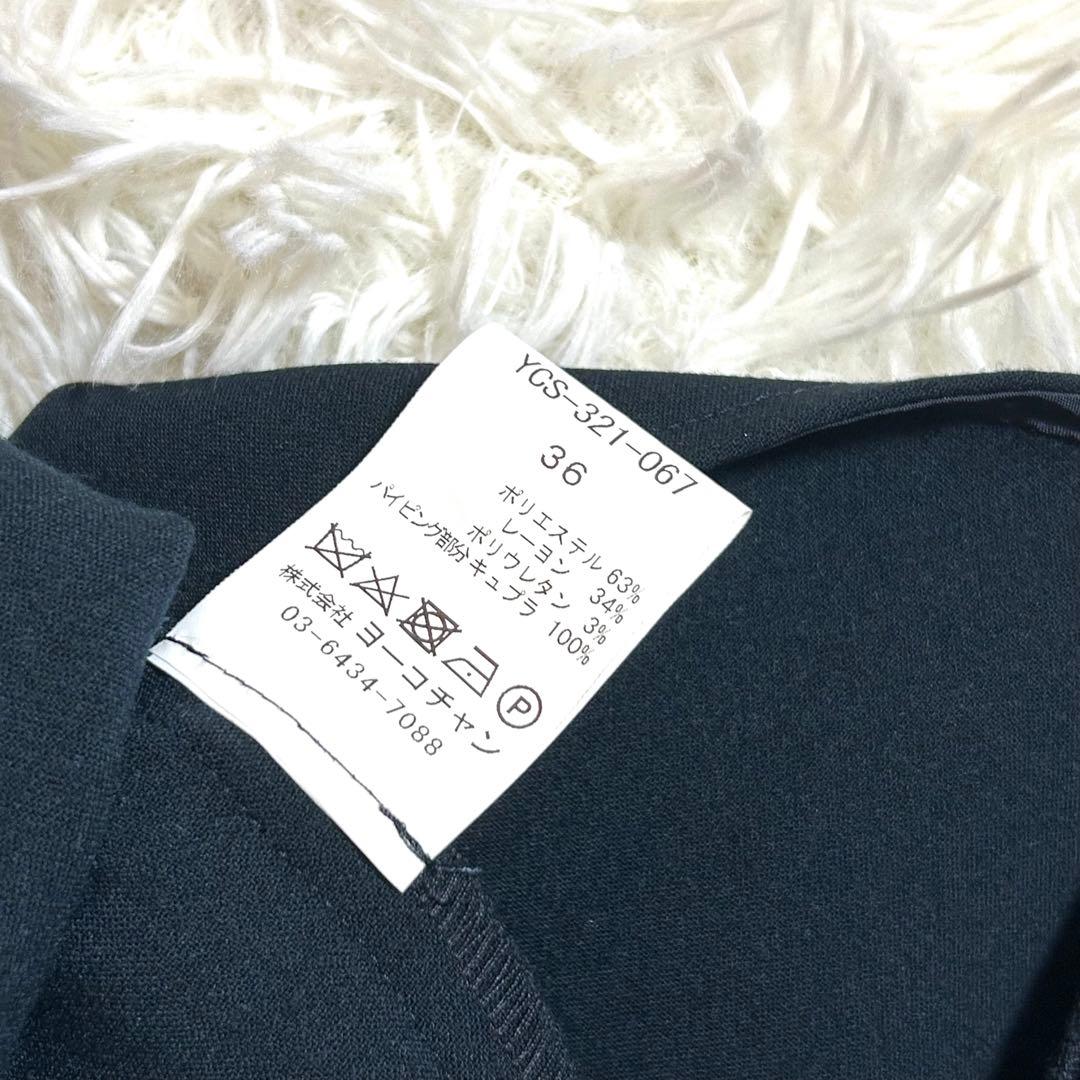 YCS-321-067
36
ポリエステル 63%
レーヨン 34%
ポリウレタン 3%
パイピング部分 キュプラ 100%
P
株式会社 ヨーコチャン
03-6434-7088